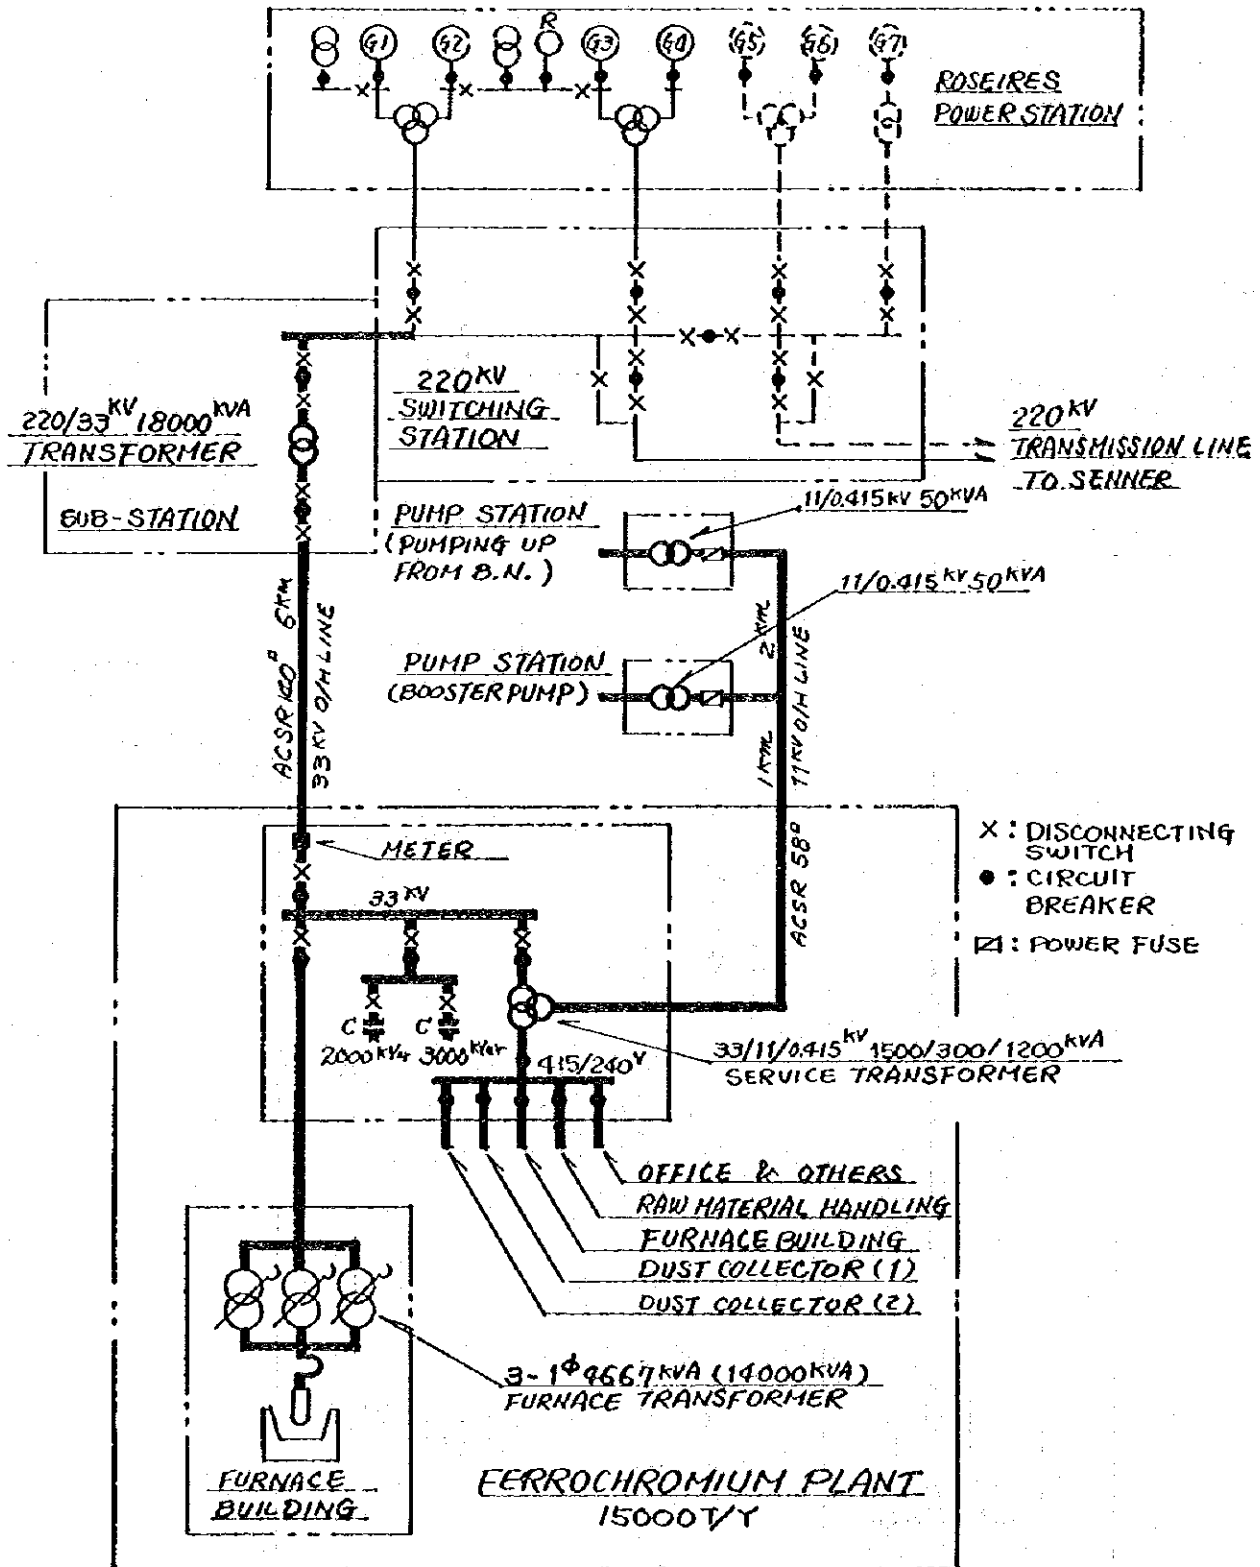 R
G1
G2
G3
G4
G5
G6
G7
ROSEIRES
POWER STATION
220/33KV 18000KVA
TRANSFORMER
SUB-STATION
220KV
SWITCHING
STATION
220KV
TRANSMISSION LINE
TO SENNER
PUMP STATION
(PUMPING UP
FROM B.N.)
11/0.415KV 50KVA
11/0.415KV 50KVA
PUMP STATION
(BOOSTER PUMP)
6KM
33KV O/H LINE
2KM
1KM
11KV O/H LINE
ACSR 58□
METER
33KV
C
2000KVar
C
3000KVar
415/240V
33/11/0.415KV 1500/300/1200KVA
SERVICE TRANSFORMER
X : DISCONNECTING
SWITCH
● : CIRCUIT
BREAKER
: POWER FUSE
OFFICE & OTHERS
RAW MATERIAL HANDLING
FURNACE BUILDING
DUST COLLECTOR (1)
DUST COLLECTOR (2)
3-1φ 4667KVA (14000KVA)
FURNACE TRANSFORMER
FURNACE
BUILDING
FERROCHROMIUM PLANT
15000T/Y